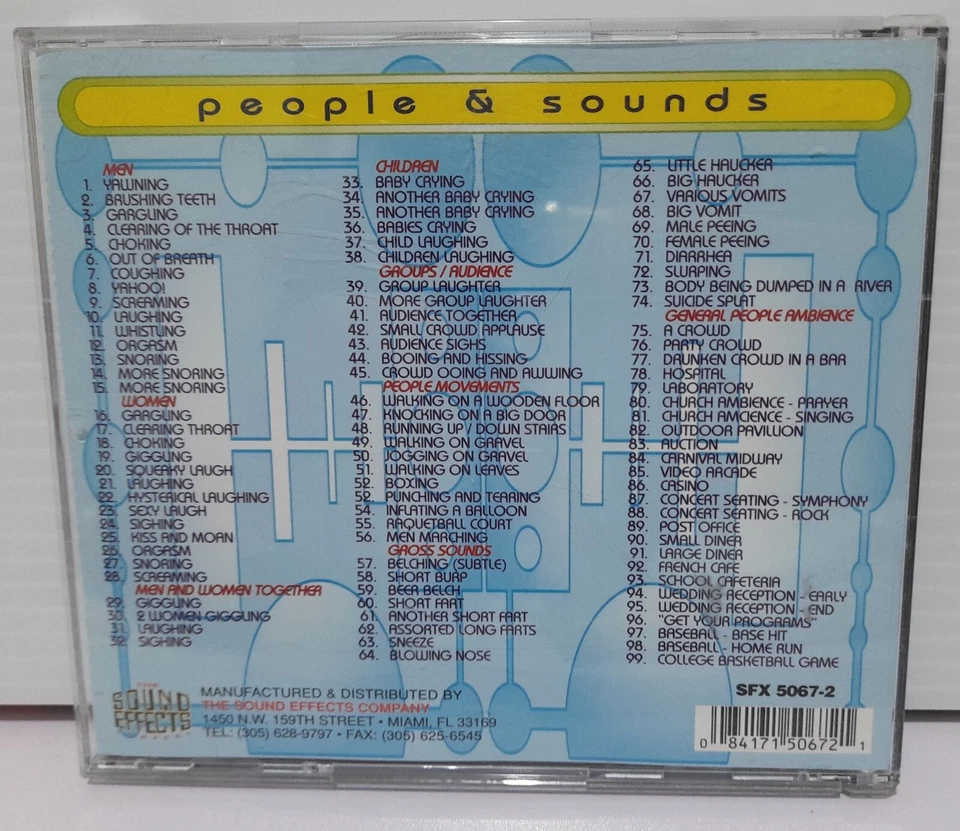 people & sounds
MEN
1. YAWNING
2. BRUSHING TEETH
3. GARGLING
4. CLEARING OF THE THROAT
5. CHOKING
6. OUT OF BREATH
7. COUGHING
8. YAHOO!
9. SCREAMING
10. LAUGHING
11. WHISTLING
12. ORGASM
13. SNORING
14. MORE SNORING
15. MORE SNORING
WOMEN
16. GARGLING
17. CLEARING THROAT
18. CHOKING
19. GIGGLING
20. SQUEAKY LAUGH
21. LAUGHING
22. HYSTERICAL LAUGHING
23. SEXY LAUGH
24. SIGHING
25. KISS AND MOAN
26. ORGASM
27. SNORING
28. SCREAMING
MEN AND WOMEN TOGETHER
29. GIGGLING
30. 2 WOMEN GIGGLING
31. LAUGHING
32. SIGHING
CHILDREN
33. BABY CRYING
34. ANOTHER BABY CRYING
35. ANOTHER BABY CRYING
36. BABIES CRYING
37. CHILD LAUGHING
38. CHILDREN LAUGHING
GROUPS / AUDIENCE
39. GROUP LAUGHTER
40. MORE GROUP LAUGHTER
41. AUDIENCE TOGETHER
42. SMALL CROWD APPLAUSE
43. AUDIENCE SIGHS
44. BOOING AND HISSING
45. CROWD OOING AND AWWING
PEOPLE MOVEMENTS
46. WALKING ON A WOODEN FLOOR
47. KNOCKING ON A BIG DOOR
48. RUNNING UP / DOWN STAIRS
49. WALKING ON GRAVEL
50. JOGGING ON GRAVEL
51. WALKING ON LEAVES
52. BOXING
52. PUNCHING AND TEARING
54. INFLATING A BALLOON
55. RAQUETBALL COURT
56. MEN MARCHING
GROSS SOUNDS
57. BELCHING (SUBTLE)
58. SHORT BURP
59. BEER BELCH
60. SHORT FART
61. ANOTHER SHORT FART
62. ASSORTED LONG FARTS
63. SNEEZE
64. BLOWING NOSE
65. LITTLE HAUCKER
66. BIG HAUCKER
67. VARIOUS VOMITS
68. BIG VOMIT
69. MALE PEEING
70. FEMALE PEEING
71. DIARRHER
72. SLURPING
73. BODY BEING DUMPED IN A RIVER
74. SUICIDE SPLAT
GENERAL PEOPLE AMBIENCE
75. A CROWD
76. PARTY CROWD
77. DRUNKEN CROWD IN A BAR
78. HOSPITAL
79. LABORATORY
80. CHURCH AMBIENCE - PRAYER
81. CHURCH AMCIENCE - SINGING
82. OUTDOOR PAVILLION
83. AUCTION
84. CARNIVAL MIDWAY
85. VIDEO ARCADE
86. CASINO
87. CONCERT SEATING - SYMPHONY
88. CONCERT SEATING - ROCK
89. POST OFFICE
90. SMALL DINER
91. LARGE DINER
92. FRENCH CAFE
93. SCHOOL CAFETERIA
94. WEDDING RECEPTION - EARLY
95. WEDDING RECEPTION - END
96. "GET YOUR PROGRAMS"
97. BASEBALL - BASE HIT
98. BASEBALL - HOME RUN
99. COLLEGE BASKETBALL GAME
THE
SOUND
EFFECTS
MANUFACTURED & DISTRIBUTED BY
THE SOUND EFFECTS COMPANY
1450 N.W. 159TH STREET • MIAMI, FL 33169
TEL: (305) 628-9797 • FAX: (305) 625-6545
SFX 5067-2
0 84171 50672 1